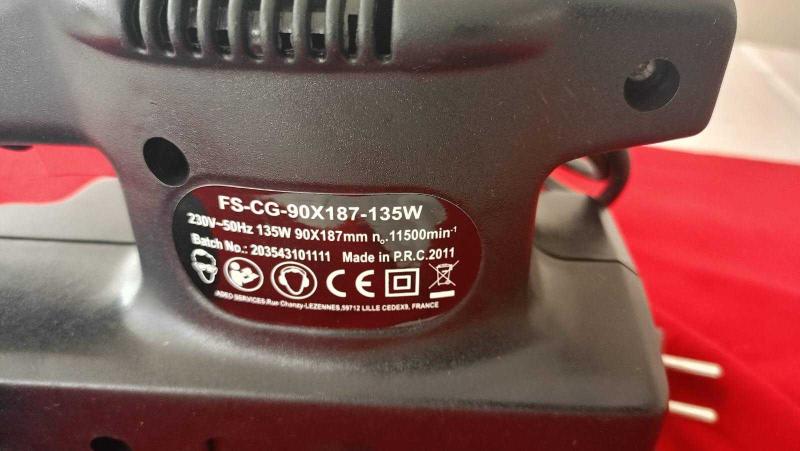 FS-CG-90X187-135W
230V~50Hz 135W 90X187mm n₀.11500min⁻¹
Batch No.: 203543101111 Made in P.R.C.2011
CE
ADEO SERVICES,Rue Chanzy-LEZENNES,59712 LILLE CEDEX9, FRANCE